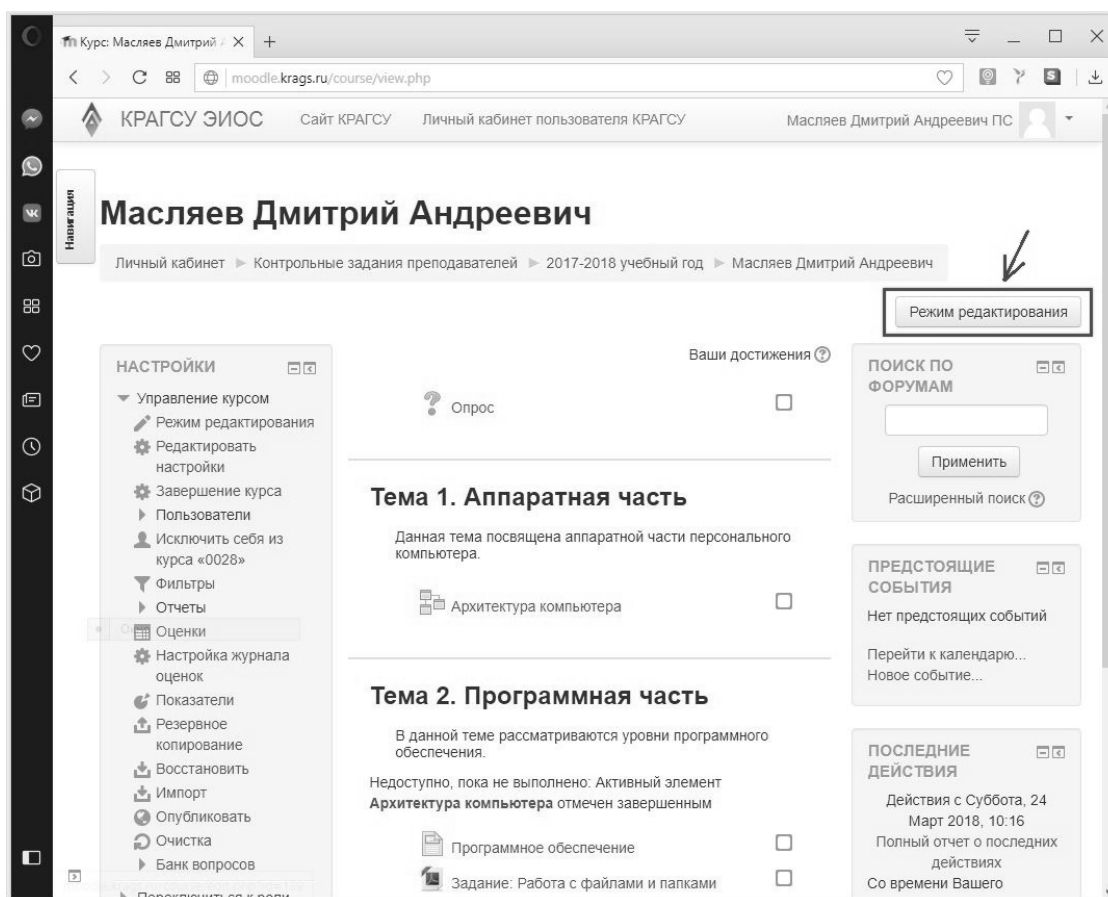 Курс: Масляев Дмитрий А
moodle.krags.ru/course/view.php
КРАГСУ ЭИОС
Сайт КРАГСУ
Личный кабинет пользователя КРАГСУ
Масляев Дмитрий Андреевич ПС
Навигация
Масляев Дмитрий Андреевич
Личный кабинет ► Контрольные задания преподавателей ► 2017-2018 учебный год ► Масляев Дмитрий Андреевич
Режим редактирования
НАСТРОЙКИ
Управление курсом
Режим редактирования
Редактировать
настройки
Завершение курса
Пользователи
Исключить себя из
курса «0028»
Фильтры
Отчеты
Оценки
Настройка журнала
оценок
Показатели
Резервное
копирование
Восстановить
Импорт
Опубликовать
Очистка
Банк вопросов
Переключиться к роли
Ваши достижения
Опрос
Тема 1. Аппаратная часть
Данная тема посвящена аппаратной части персонального
компьютера.
Архитектура компьютера
Тема 2. Программная часть
В данной теме рассматриваются уровни программного
обеспечения.
Недоступно, пока не выполнено: Активный элемент
Архитектура компьютера отмечен завершенным
Программное обеспечение
Задание: Работа с файлами и папками
ПОИСК ПО
ФОРУМАМ
Применить
Расширенный поиск
ПРЕДСТОЯЩИЕ
СОБЫТИЯ
Нет предстоящих событий
Перейти к календарю...
Новое событие...
ПОСЛЕДНИЕ
ДЕЙСТВИЯ
Действия с Суббота, 24
Март 2018, 10:16
Полный отчет о последних
действиях
Со времени Вашего